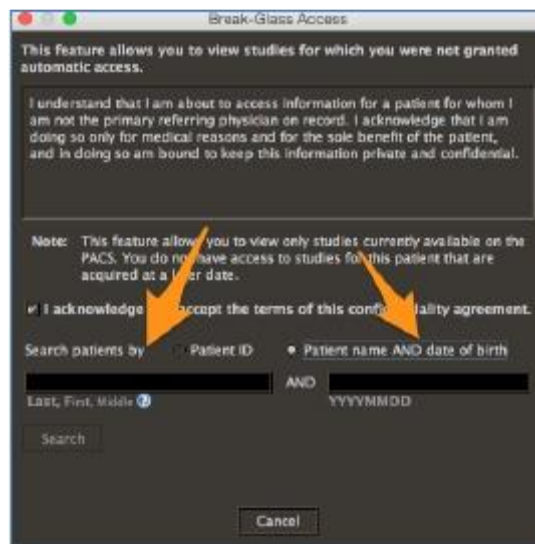 Break-Glass Access
This feature allows you to view studies for which you were not granted
automatic access.
I understand that I am about to access information for a patient for whom I
am not the primary referring physician on record. I acknowledge that I am
doing so only for medical reasons and for the sole benefit of the patient,
and in doing so am bound to keep this information private and confidential.
Note: This feature allows you to view only studies currently available on the
PACS. You do not have access to studies for this patient that are
acquired at a later date.
I acknowledge accept the terms of this confidentiality agreement.
Search patients by Patient ID Patient name AND date of birth
AND
Last, First, Middle ? YYYYMMDD
Search
Cancel